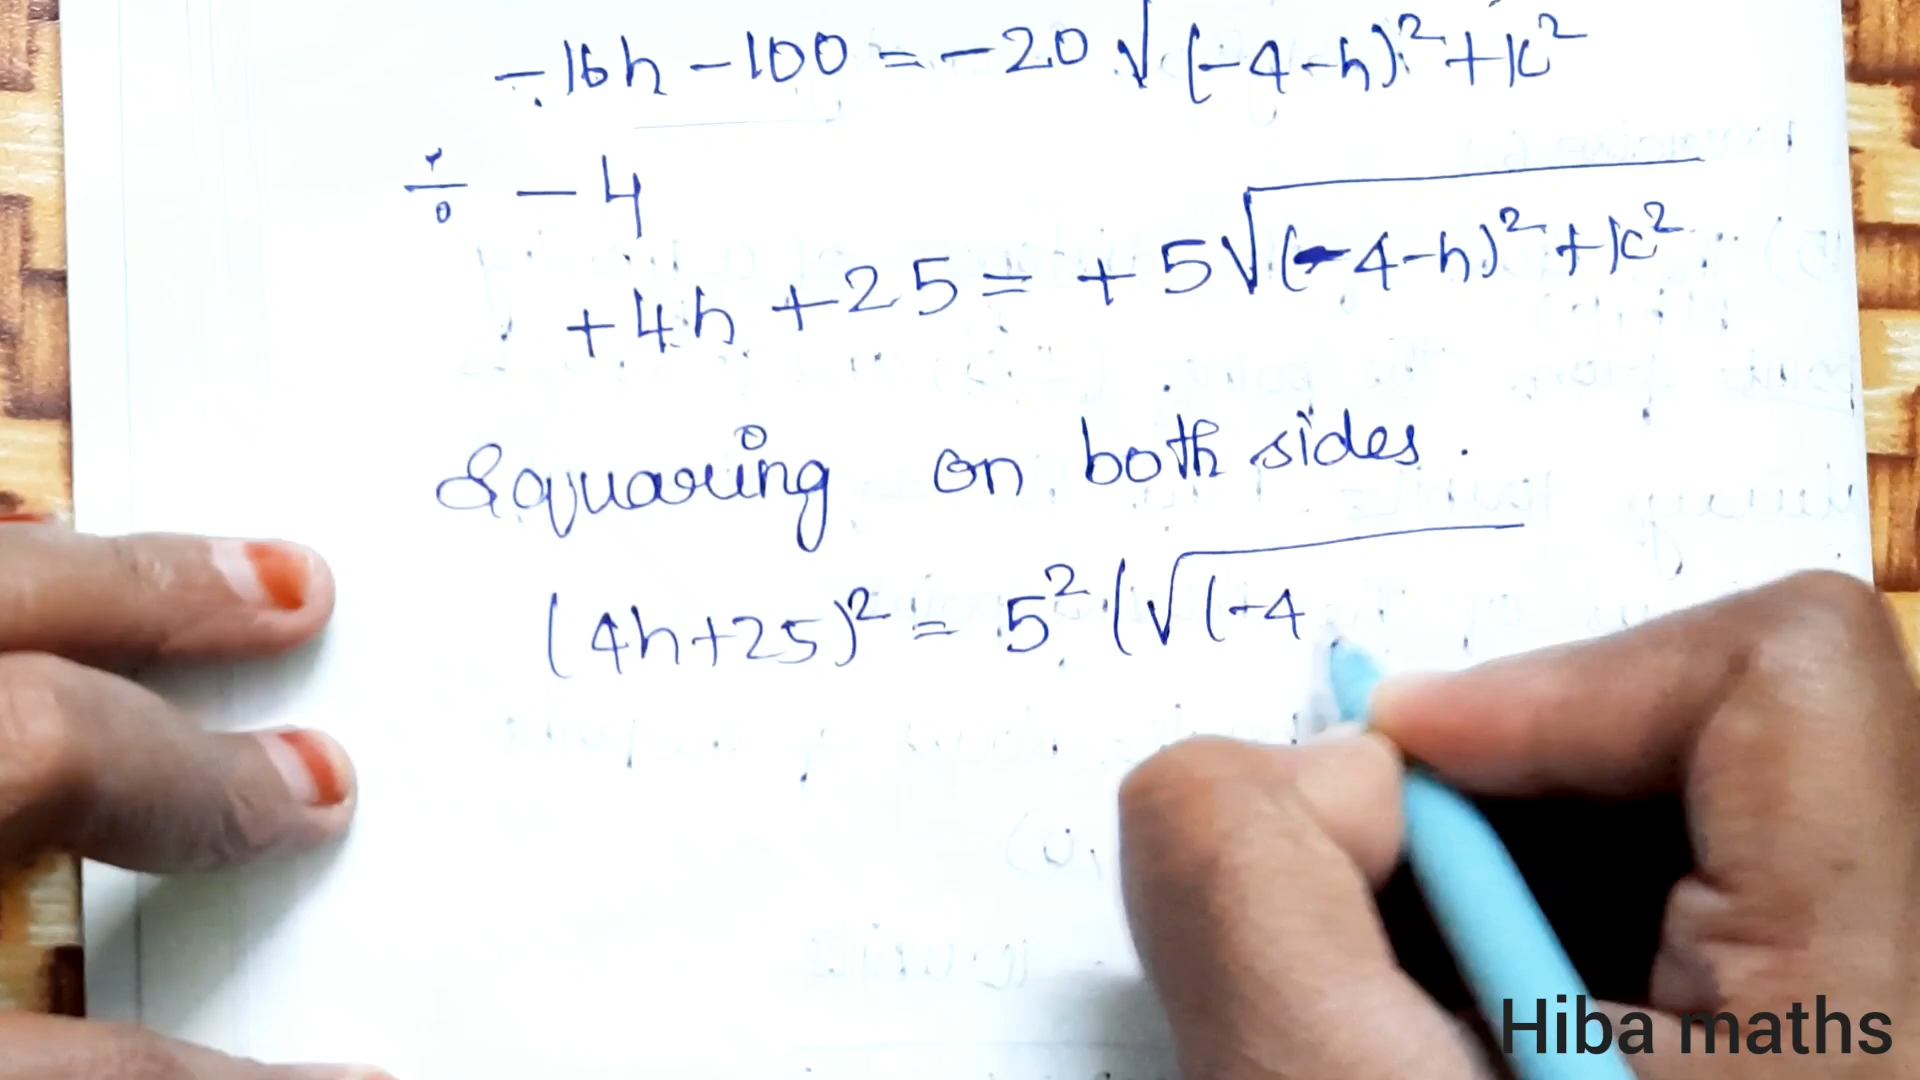 -16h - 100 = -20 √(-4-h)² + k²
÷ - 4
+4h + 25 = + 5√(-4-h)² + k²
Squaring on both sides.
(4h+25)² = 5² (√(-4
Hiba maths